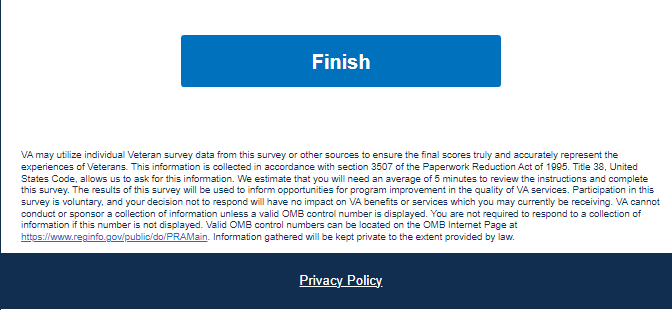 Finish
VA may utilize individual Veteran survey data from this survey or other sources to ensure the final scores truly and accurately represent the
experiences of Veterans. This information is collected in accordance with section 3507 of the Paperwork Reduction Act of 1995. Title 38, United
States Code, allows us to ask for this information. We estimate that you will need an average of 5 minutes to review the instructions and complete
this survey. The results of this survey will be used to inform opportunities for program improvement in the quality of VA services. Participation in this
survey is voluntary, and your decision not to respond will have no impact on VA benefits or services which you may currently be receiving. VA cannot
conduct or sponsor a collection of information unless a valid OMB control number is displayed. You are not required to respond to a collection of
information if this number is not displayed. Valid OMB control numbers can be located on the OMB Internet Page at
https://www.reginfo.gov/public/do/PRAMain. Information gathered will be kept private to the extent provided by law.
Privacy Policy